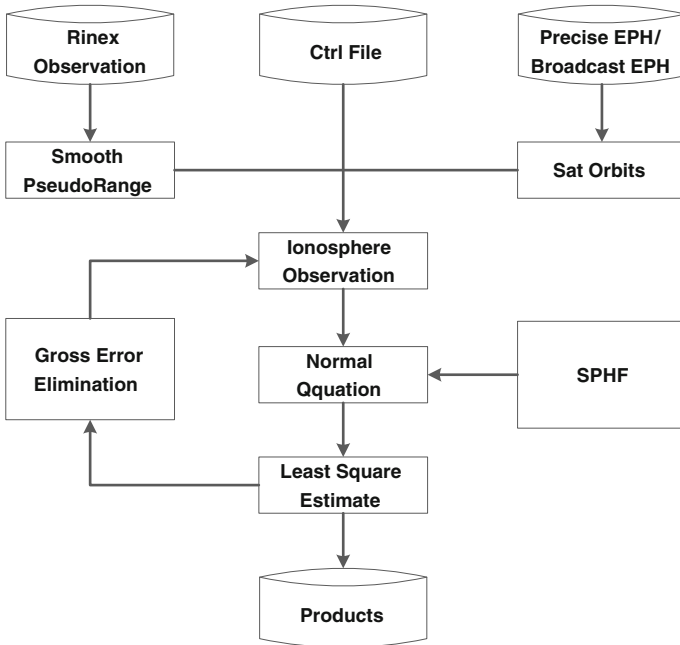 Rinex
Observation
Ctrl File
Precise EPH/
Broadcast EPH
Smooth
PseudoRange
Sat Orbits
Ionosphere
Observation
Gross Error
Elimination
Normal
Qquation
SPHF
Least Square
Estimate
Products